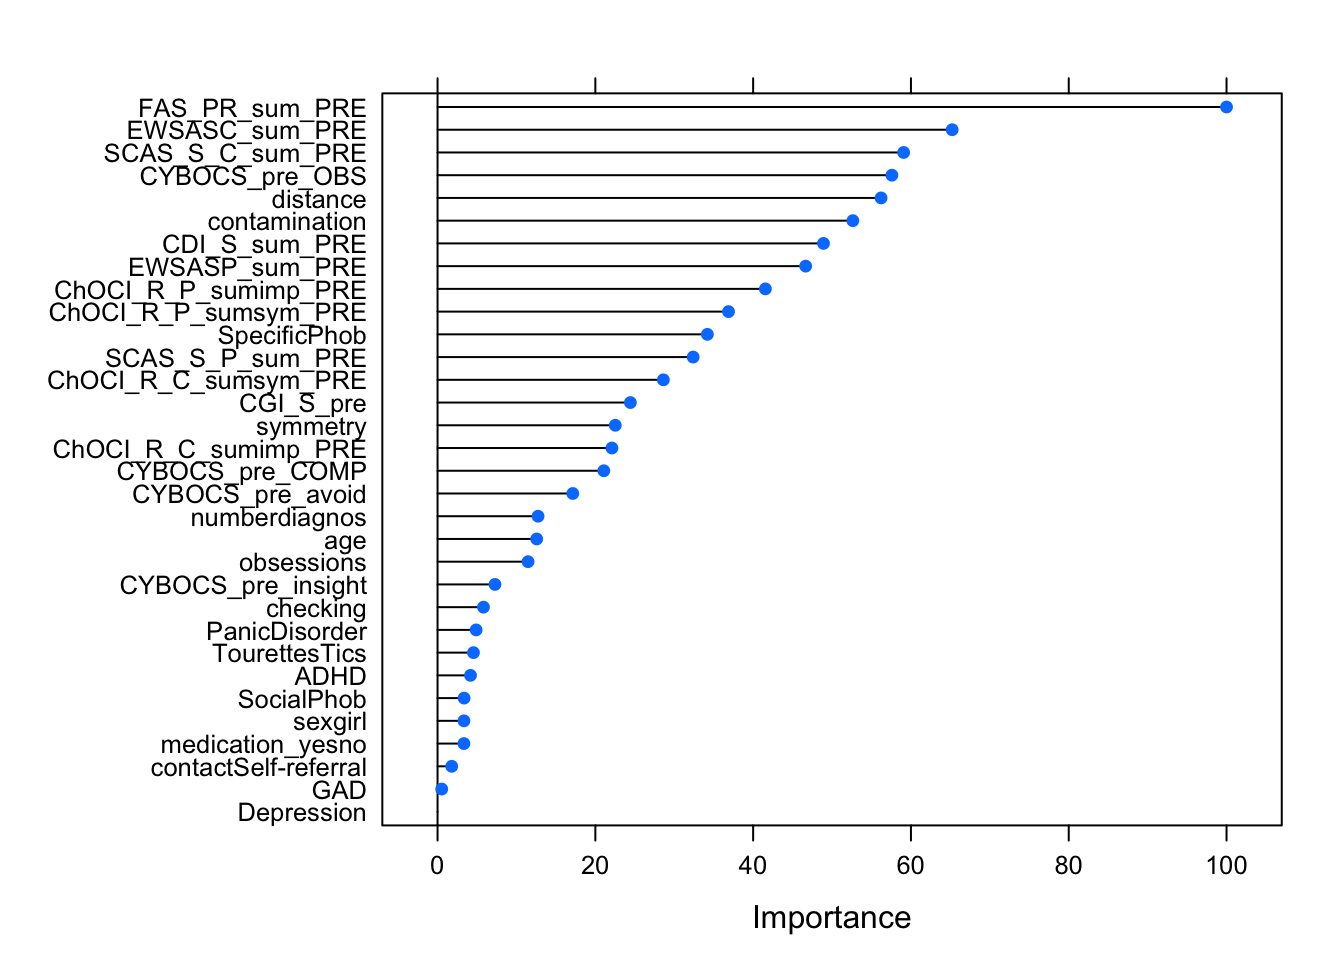 FAS_PR_sum_PRE
EWSASC_sum_PRE
SCAS_S_C_sum_PRE
CYBOCS_pre_OBS
distance
contamination
CDI_S_sum_PRE
EWSASP_sum_PRE
ChOCI_R_P_sumimp_PRE
ChOCI_R_P_sumsym_PRE
SpecificPhob
SCAS_S_P_sum_PRE
ChOCI_R_C_sumsym_PRE
CGI_S_pre
symmetry
ChOCI_R_C_sumimp_PRE
CYBOCS_pre_COMP
CYBOCS_pre_avoid
numberdiagnos
age
obsessions
CYBOCS_pre_insight
checking
PanicDisorder
TourettesTics
ADHD
SocialPhob
sexgirl
medication_yesno
contactSelf-referral
GAD
Depression
0 20 40 60 80 100
Importance